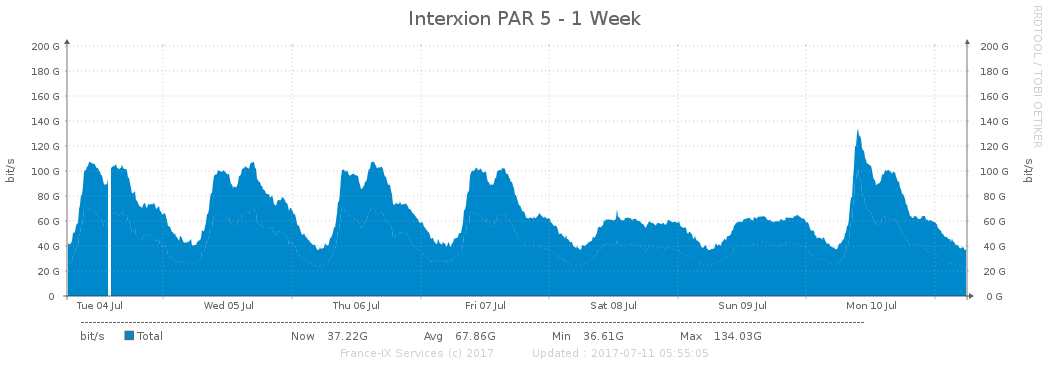 Interxion PAR 5 - 1 Week
RRDTOOL / TOBI OETIKER
200 G 200 G
180 G 180 G
160 G 160 G
140 G 140 G
120 G 120 G
100 G 100 G
80 G 80 G
60 G 60 G
40 G 40 G
20 G 20 G
0 0 G
bit/s
bit/s
Tue 04 Jul Wed 05 Jul Thu 06 Jul Fri 07 Jul Sat 08 Jul Sun 09 Jul Mon 10 Jul
bit/s Total Now 37.22G Avg 67.86G Min 36.61G Max 134.03G
France-IX Services (c) 2017 Updated : 2017-07-11 05:55:05